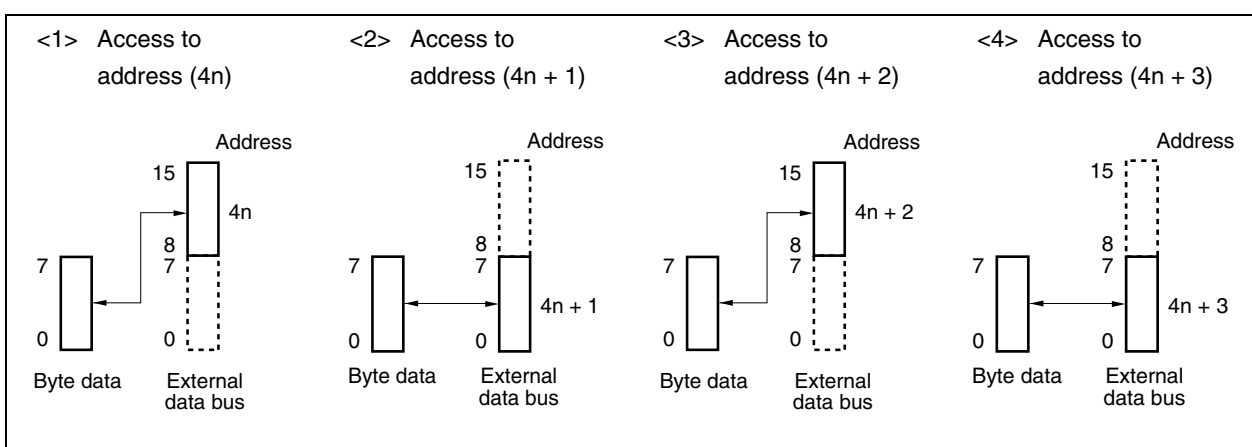 <1> Access to
address (4n)
Address
15
4n
8
7
7
0
0
Byte data
External
data bus
<2> Access to
address (4n + 1)
Address
15
8
7
7
4n + 1
0
0
Byte data
External
data bus
<3> Access to
address (4n + 2)
Address
15
4n + 2
8
7
7
0
0
Byte data
External
data bus
<4> Access to
address (4n + 3)
Address
15
8
7
7
4n + 3
0
0
Byte data
External
data bus